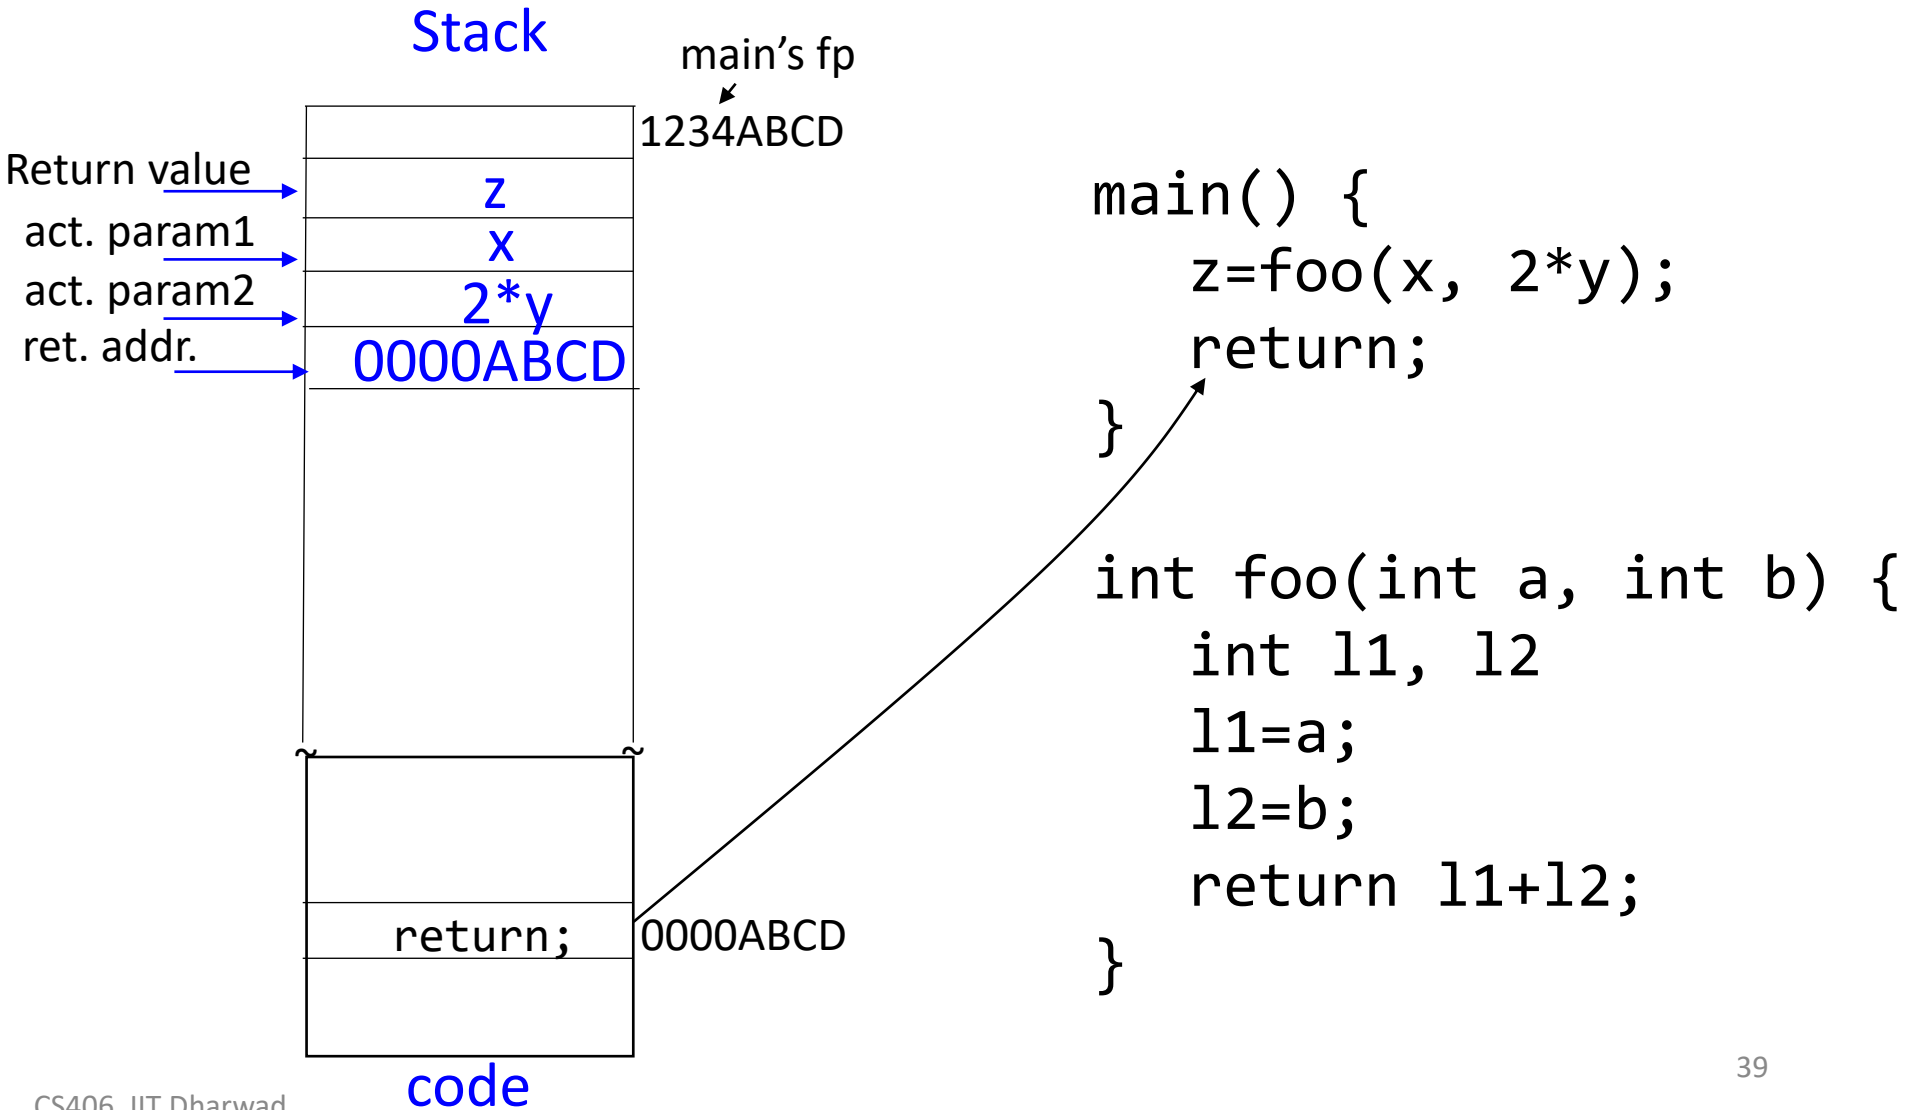 Stack
main's fp
1234ABCD
Return value
z
act. param1
x
act. param2
2*y
ret. addr.
0000ABCD
return;
0000ABCD
code
main() {
z=foo(x, 2*y);
return;
}
int foo(int a, int b) {
int l1, l2
l1=a;
l2=b;
return l1+l2;
}
CS406, IIT Dharwad
39